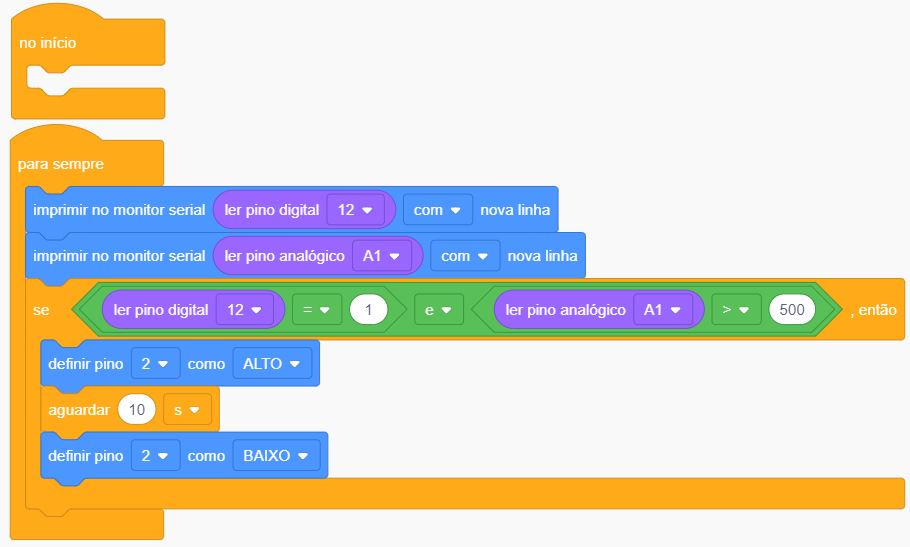 no início
para sempre
imprimir no monitor serial ler pino digital 12 com nova linha
imprimir no monitor serial ler pino analógico A1 com nova linha
se ler pino digital 12 = 1 e ler pino analógico A1 > 500 , então
definir pino 2 como ALTO
aguardar 10 s
definir pino 2 como BAIXO